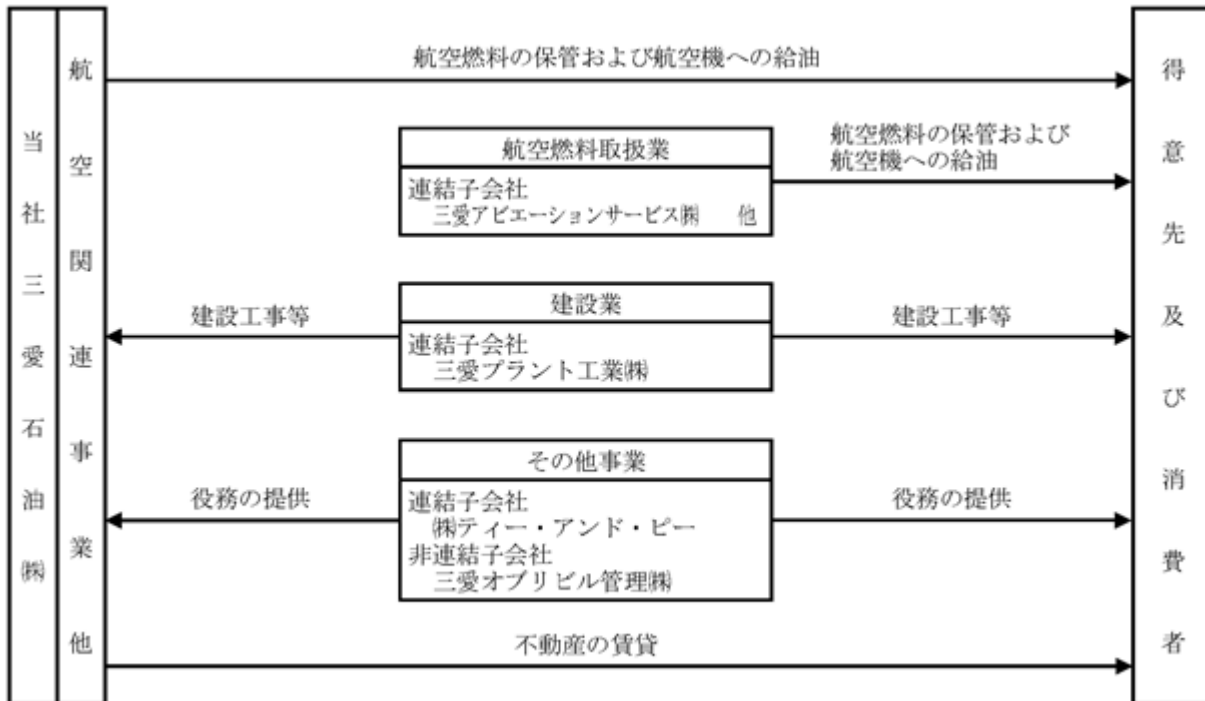 当社三愛石油㈱
航空関連事業他
航空燃料の保管および航空機への給油
航空燃料取扱業
連結子会社
三愛アビエーションサービス㈱　他
航空燃料の保管および
航空機への給油
建設工事等
建設業
連結子会社
三愛プラント工業㈱
建設工事等
役務の提供
その他事業
連結子会社
㈱ティー・アンド・ピー
非連結子会社
三愛オブリビル管理㈱
役務の提供
不動産の賃貸
得意先及び消費者